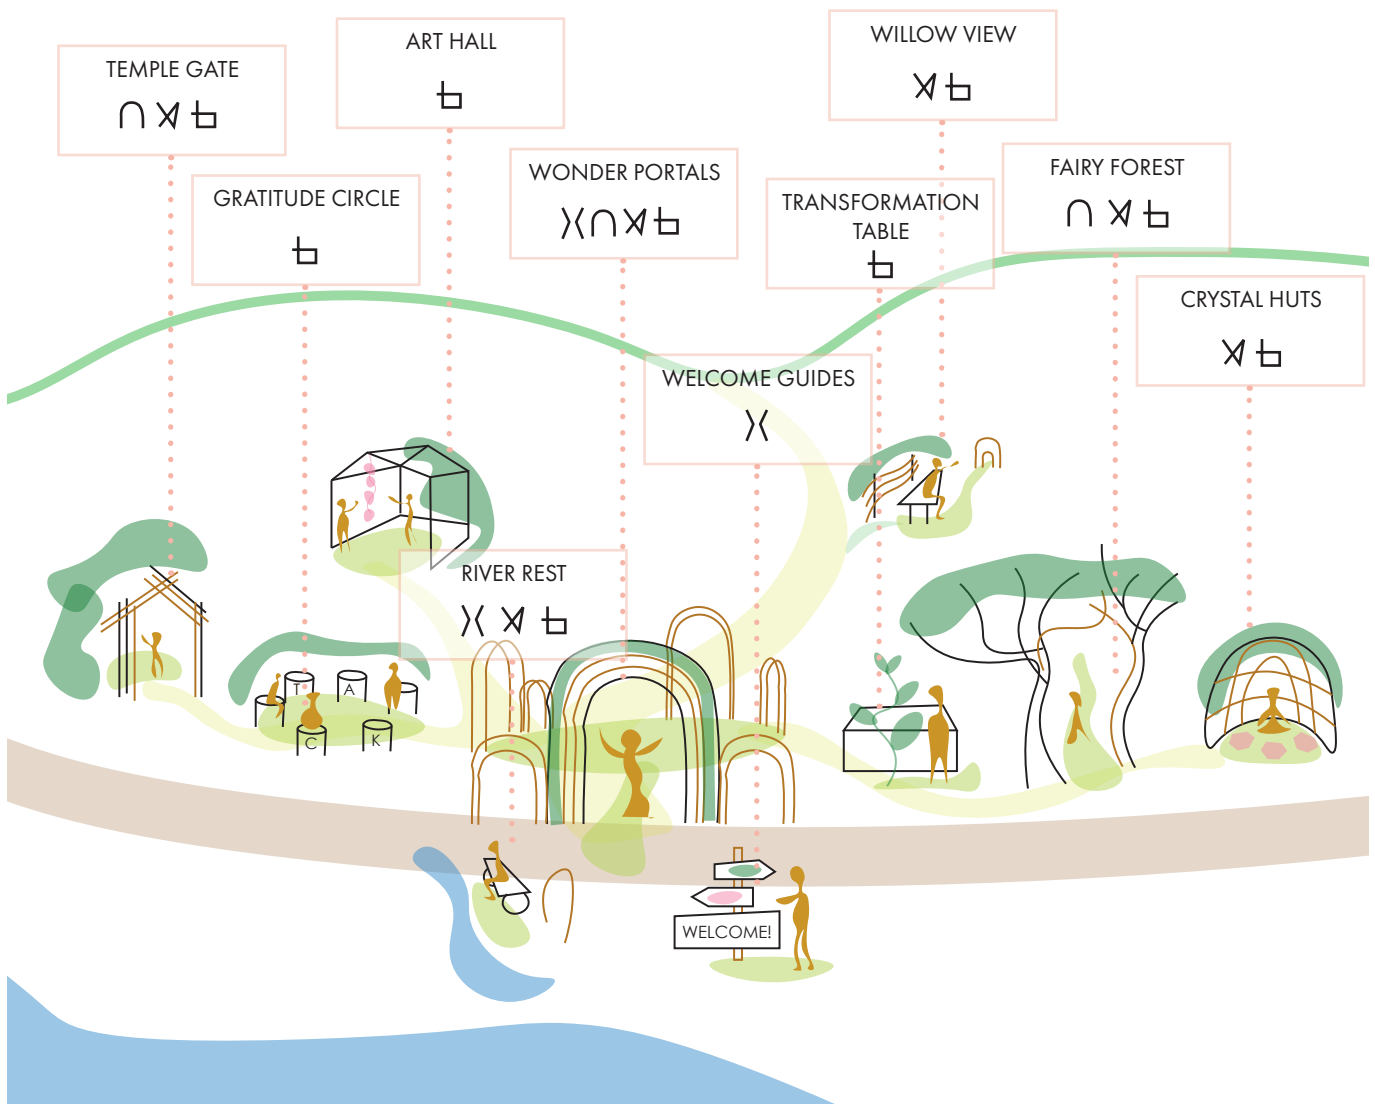 TEMPLE GATE
ART HALL
WILLOW VIEW
GRATITUDE CIRCLE
WONDER PORTALS
TRANSFORMATION
TABLE
FAIRY FOREST
CRYSTAL HUTS
WELCOME GUIDES
RIVER REST
T
A
C
K
WELCOME!